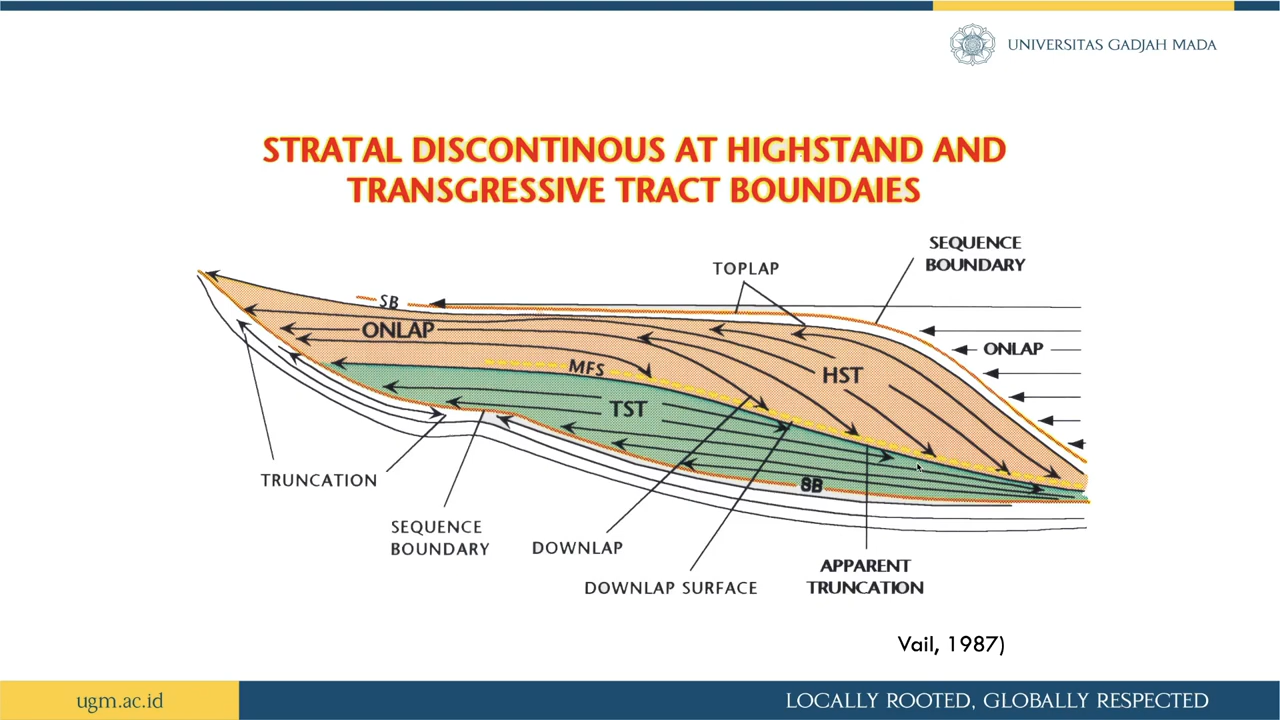 UNIVERSITAS GADJAH MADA
STRATAL DISCONTINOUS AT HIGHSTAND AND
TRANSGRESSIVE TRACT BOUNDAIES
SEQUENCE
BOUNDARY
TOPLAP
SB
ONLAP
ONLAP
MFS
HST
TST
SB
TRUNCATION
SEQUENCE
BOUNDARY
DOWNLAP
DOWNLAP SURFACE
APPARENT
TRUNCATION
Vail, 1987)
ugm.ac.id
LOCALLY ROOTED, GLOBALLY RESPECTED